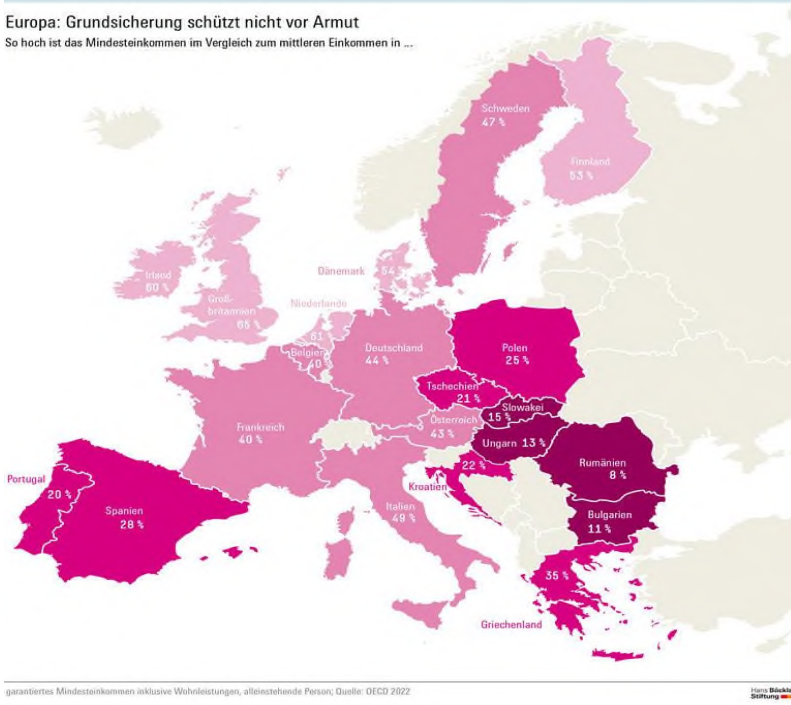 Europa: Grundsicherung schützt nicht vor Armut
So hoch ist das Mindesteinkommen im Vergleich zum mittleren Einkommen in ...
Schweden
47 %
Finnland
53 %
Irland
60 %
Groß-
britannien
65 %
Dänemark
54
Niederlande
61
Belgien
40
Deutschland
44 %
Polen
25 %
Tschechien
21 %
Slowakei
15 %
Österreich
43 %
Ungarn 13 %
Frankreich
40 %
Rumänien
8 %
22 %
Kroatien
Bulgarien
11 %
Portugal
20 %
Spanien
28 %
Italien
49 %
35 %
Griechenland
garantiertes Mindesteinkommen inklusive Wohnleistungen, alleinstehende Person; Quelle: OECD 2022
Hans Böckle
Stiftung